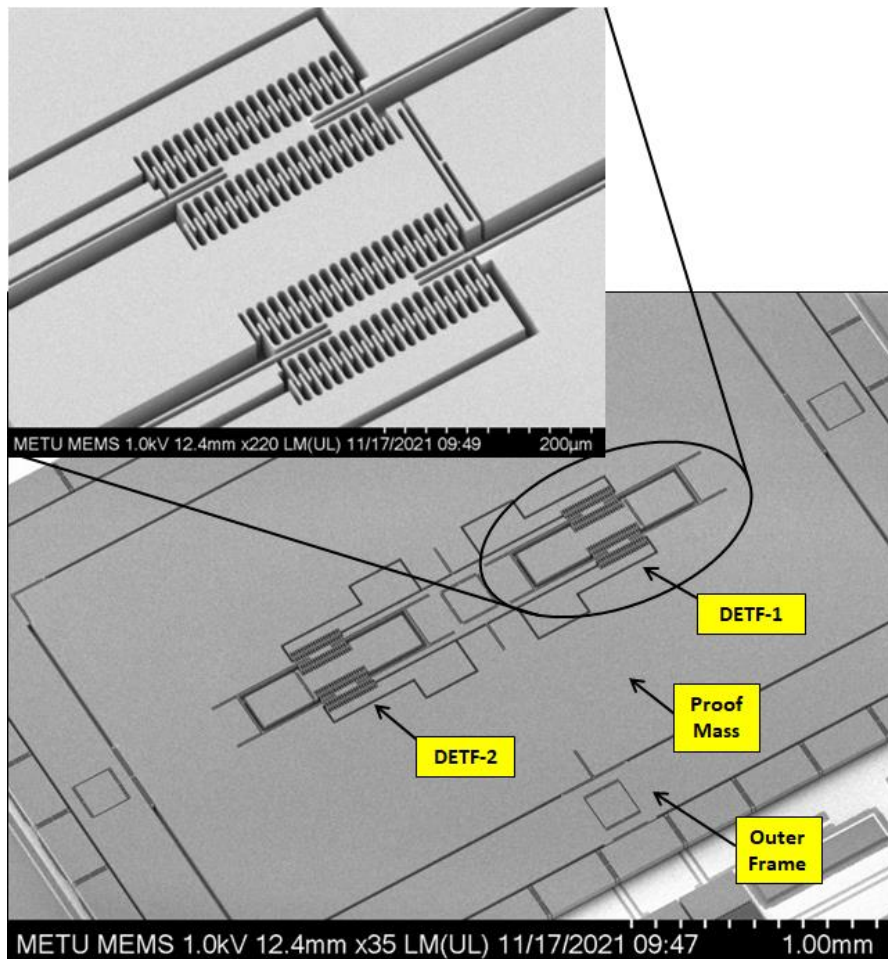 METU MEMS 1.0kV 12.4mm x220 LM(UL) 11/17/2021 09:49 200μm
DETF-1
Proof
Mass
DETF-2
Outer
Frame
METU MEMS 1.0kV 12.4mm x35 LM(UL) 11/17/2021 09:47 1.00mm